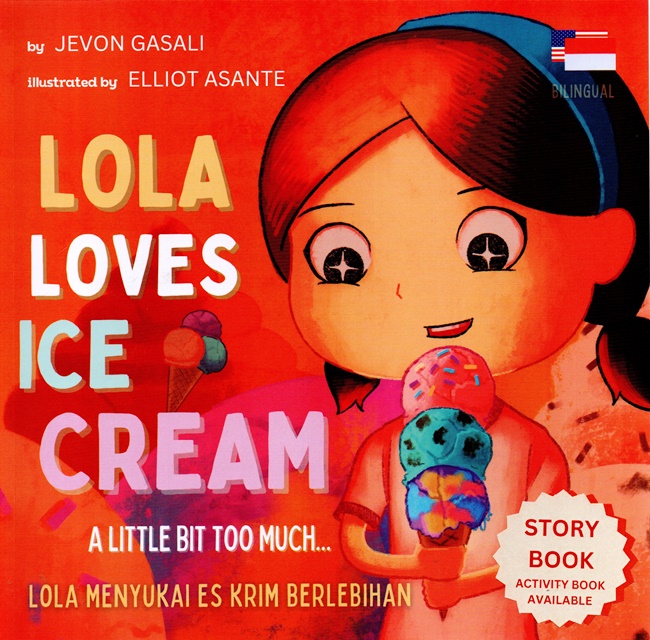 by JEVON GASALI
illustrated by ELLIOT ASANTE
BILINGUAL
LOLA
LOVES
ICE
CREAM
A LITTLE BIT TOO MUCH...
LOLA MENYUKAI ES KRIM BERLEBIHAN
STORY
BOOK
ACTIVITY BOOK
AVAILABLE